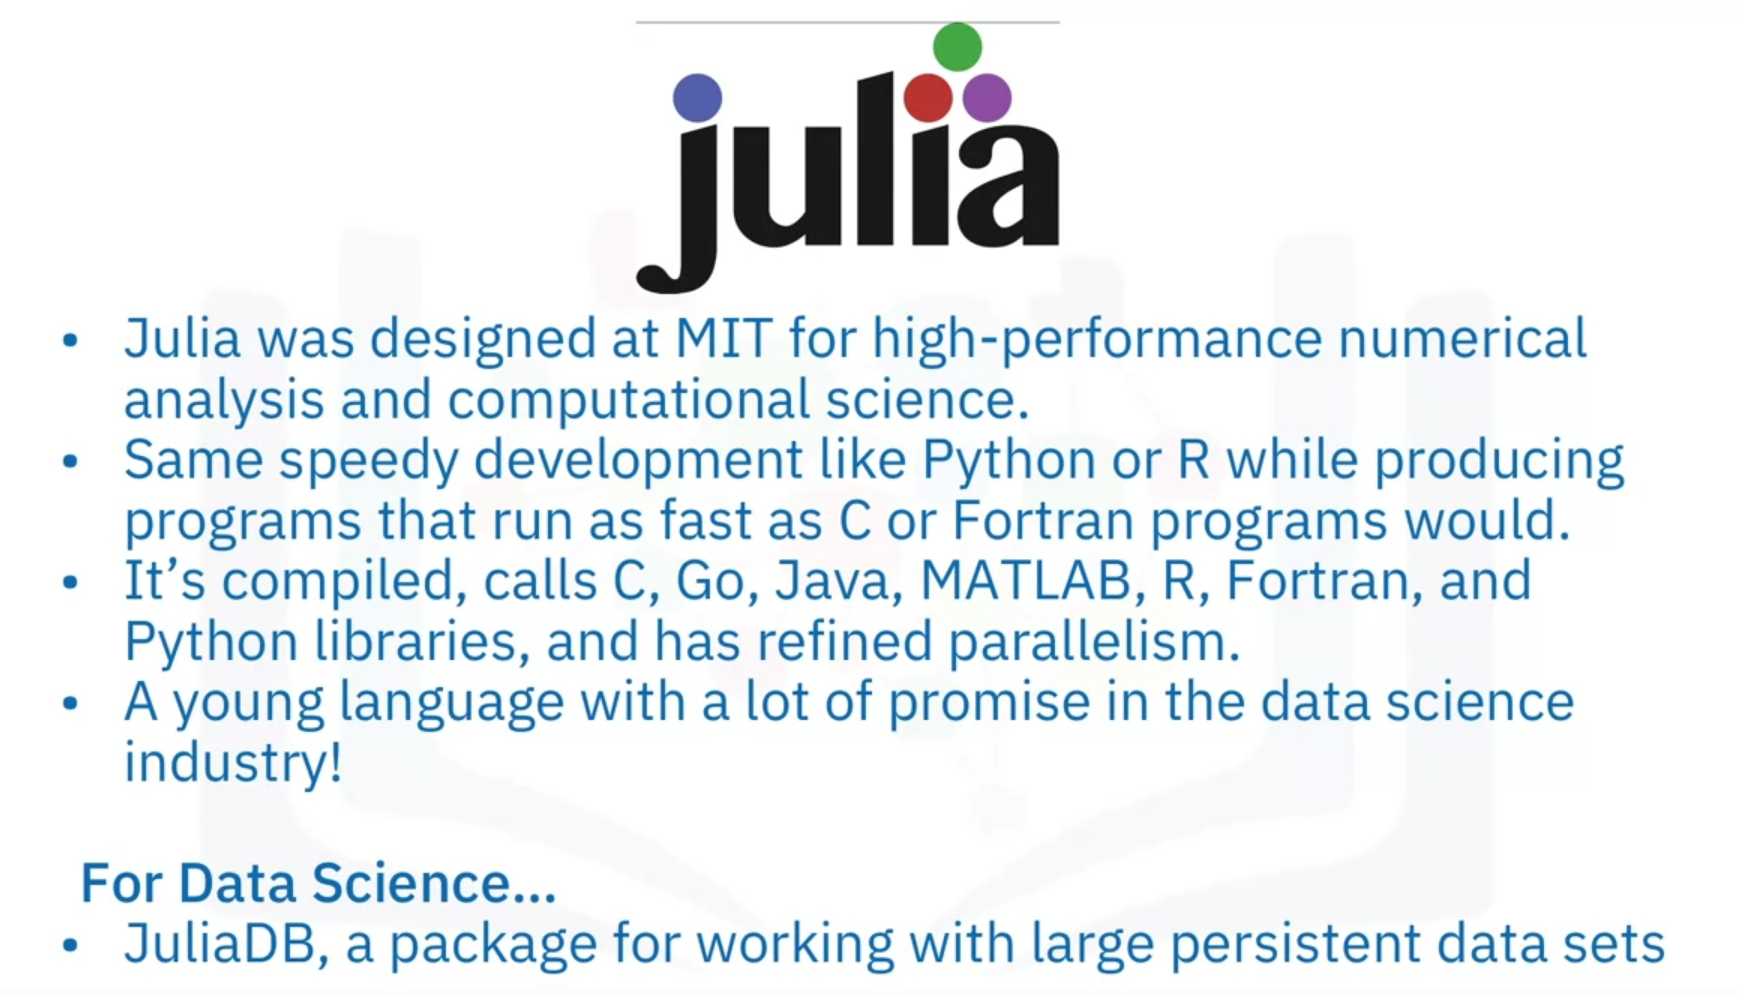 julia
• Julia was designed at MIT for high-performance numerical
analysis and computational science.
• Same speedy development like Python or R while producing
programs that run as fast as C or Fortran programs would.
• It’s compiled, calls C, Go, Java, MATLAB, R, Fortran, and
Python libraries, and has refined parallelism.
• A young language with a lot of promise in the data science
industry!
For Data Science...
• JuliaDB, a package for working with large persistent data sets